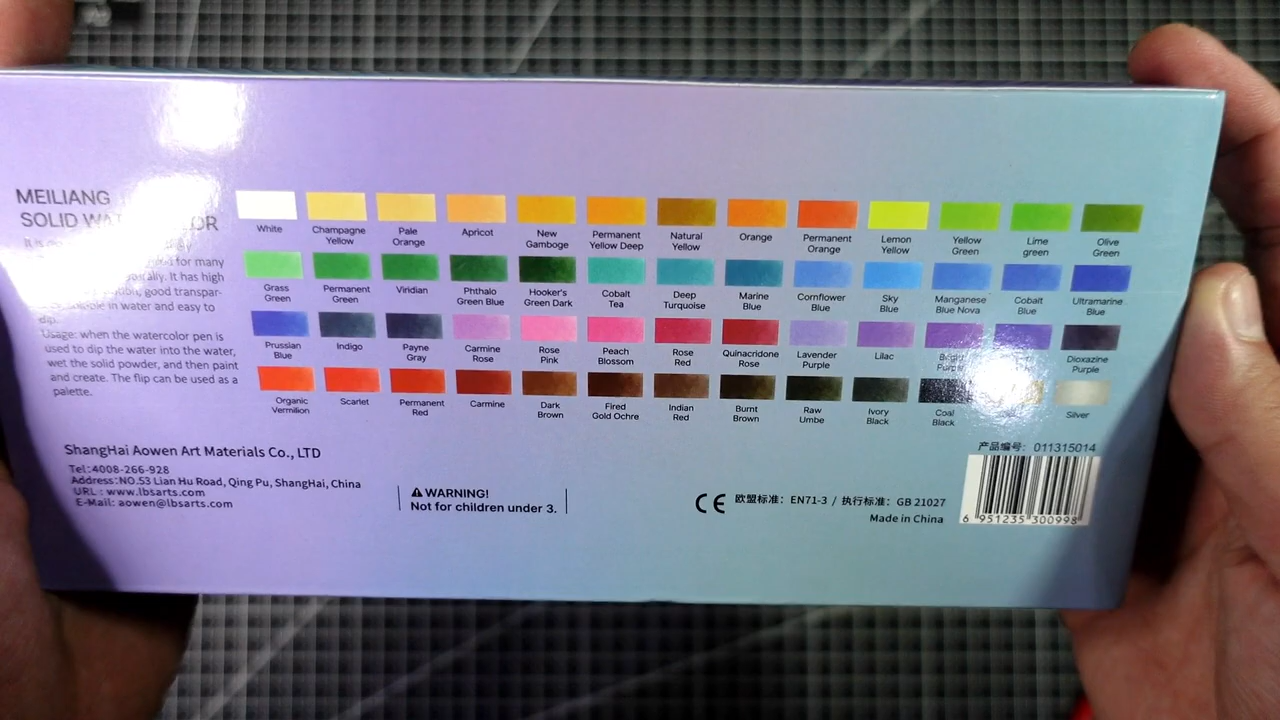 MEILIANG
SOLID
for many
It has high
good transpar-
in water and easy to
dip.
Usage: when the watercolor pen is
used to dip the water into the water,
wet the solid powder, and then paint
and create. The flip can be used as a
palette.
White
Champagne
Yellow
Pale
Orange
Apricot
New
Gamboge
Permanent
Yellow Deep
Natural
Yellow
Orange
Permanent
Orange
Lemon
Yellow
Yellow
Green
Lime
green
Olive
Green
Grass
Green
Permanent
Green
Viridian
Phthalo
Green Blue
Hooker's
Green Dark
Cobalt
Tea
Deep
Turquoise
Marine
Blue
Cornflower
Blue
Sky
Blue
Manganese
Blue Nova
Cobalt
Blue
Ultramarine
Blue
Prussian
Blue
Indigo
Payne
Gray
Carmine
Rose
Rose
Pink
Peach
Blossom
Rose
Red
Quinacridone
Rose
Lavender
Purple
Lilac
Dioxazine
Purple
Organic
Vermilion
Scarlet
Permanent
Red
Carmine
Dark
Brown
Fired
Gold Ochre
Indian
Red
Burnt
Brown
Raw
Umbe
Ivory
Black
Coal
Black
Silver
ShangHai Aowen Art Materials Co., LTD
Tel:4008-266-928
Address:NO.53 Lian Hu Road, Qing Pu, ShangHai, China
URL : www.lbsarts.com
E-Mail: aowen@lbsarts.com
WARNING!
Not for children under 3.
CE
欧盟标准: EN71-3 / 执行标准: GB 21027
Made in China
产品编号: 011315014
6 951235 300998